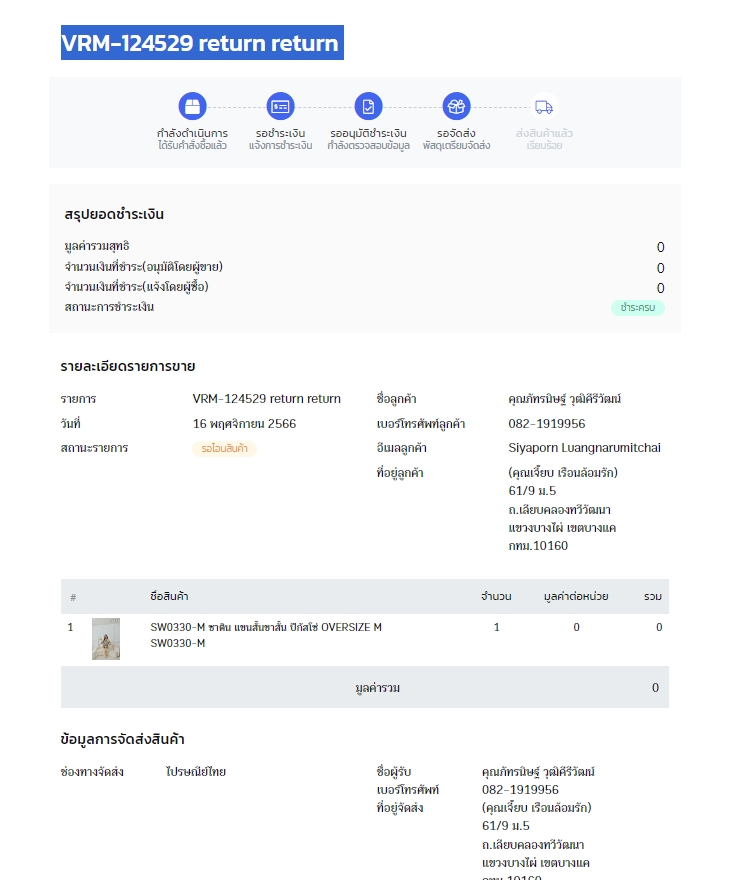 VRM-124529 return return
กำลังดำเนินการ
ได้รับคำสั่งซื้อแล้ว
รอชำระเงิน
แจ้งการชำระเงิน
รออนุมัติชำระเงิน
กำลังตรวจสอบข้อมูล
รอจัดส่ง
พัสดุเตรียมจัดส่ง
ส่งสินค้าแล้ว
เรียบร้อย
สรุปยอดชำระเงิน
มูลค่ารวมสุทธิ 0
จำนวนเงินที่ชำระ(อนุมัติโดยผู้ขาย) 0
จำนวนเงินที่ชำระ(แจ้งโดยผู้ซื้อ) 0
สถานะการชำระเงิน ชำระครบ
รายละเอียดรายการขาย
รายการ VRM-124529 return return
วันที่ 16 พฤศจิกายน 2566
สถานะรายการ รอโอนสินค้า
ชื่อลูกค้า คุณภัทรนิษฐ์ วุฒิคีรีวัฒน์
เบอร์โทรศัพท์ลูกค้า 082-1919956
อีเมลลูกค้า Siyaporn Luangnarumitchai
ที่อยู่ลูกค้า (คุณเจี๊ยบ เรือนล้อมรัก)
61/9 ม.5
ถ.เลียบคลองทวีวัฒนา
แขวงบางไผ่ เขตบางแค
กทม.10160
# ชื่อสินค้า จำนวน มูลค่าต่อหน่วย รวม
1 SW0330-M ซาติน แขนสั้นขาสั้น ปิกัสโซ่ OVERSIZE M 1 0 0
SW0330-M
มูลค่ารวม 0
ข้อมูลการจัดส่งสินค้า
ช่องทางจัดส่ง ไปรษณีย์ไทย
ชื่อผู้รับ คุณภัทรนิษฐ์ วุฒิคีรีวัฒน์
เบอร์โทรศัพท์ 082-1919956
ที่อยู่จัดส่ง (คุณเจี๊ยบ เรือนล้อมรัก)
61/9 ม.5
ถ.เลียบคลองทวีวัฒนา
แขวงบางไผ่ เขตบางแค
กทม.10160